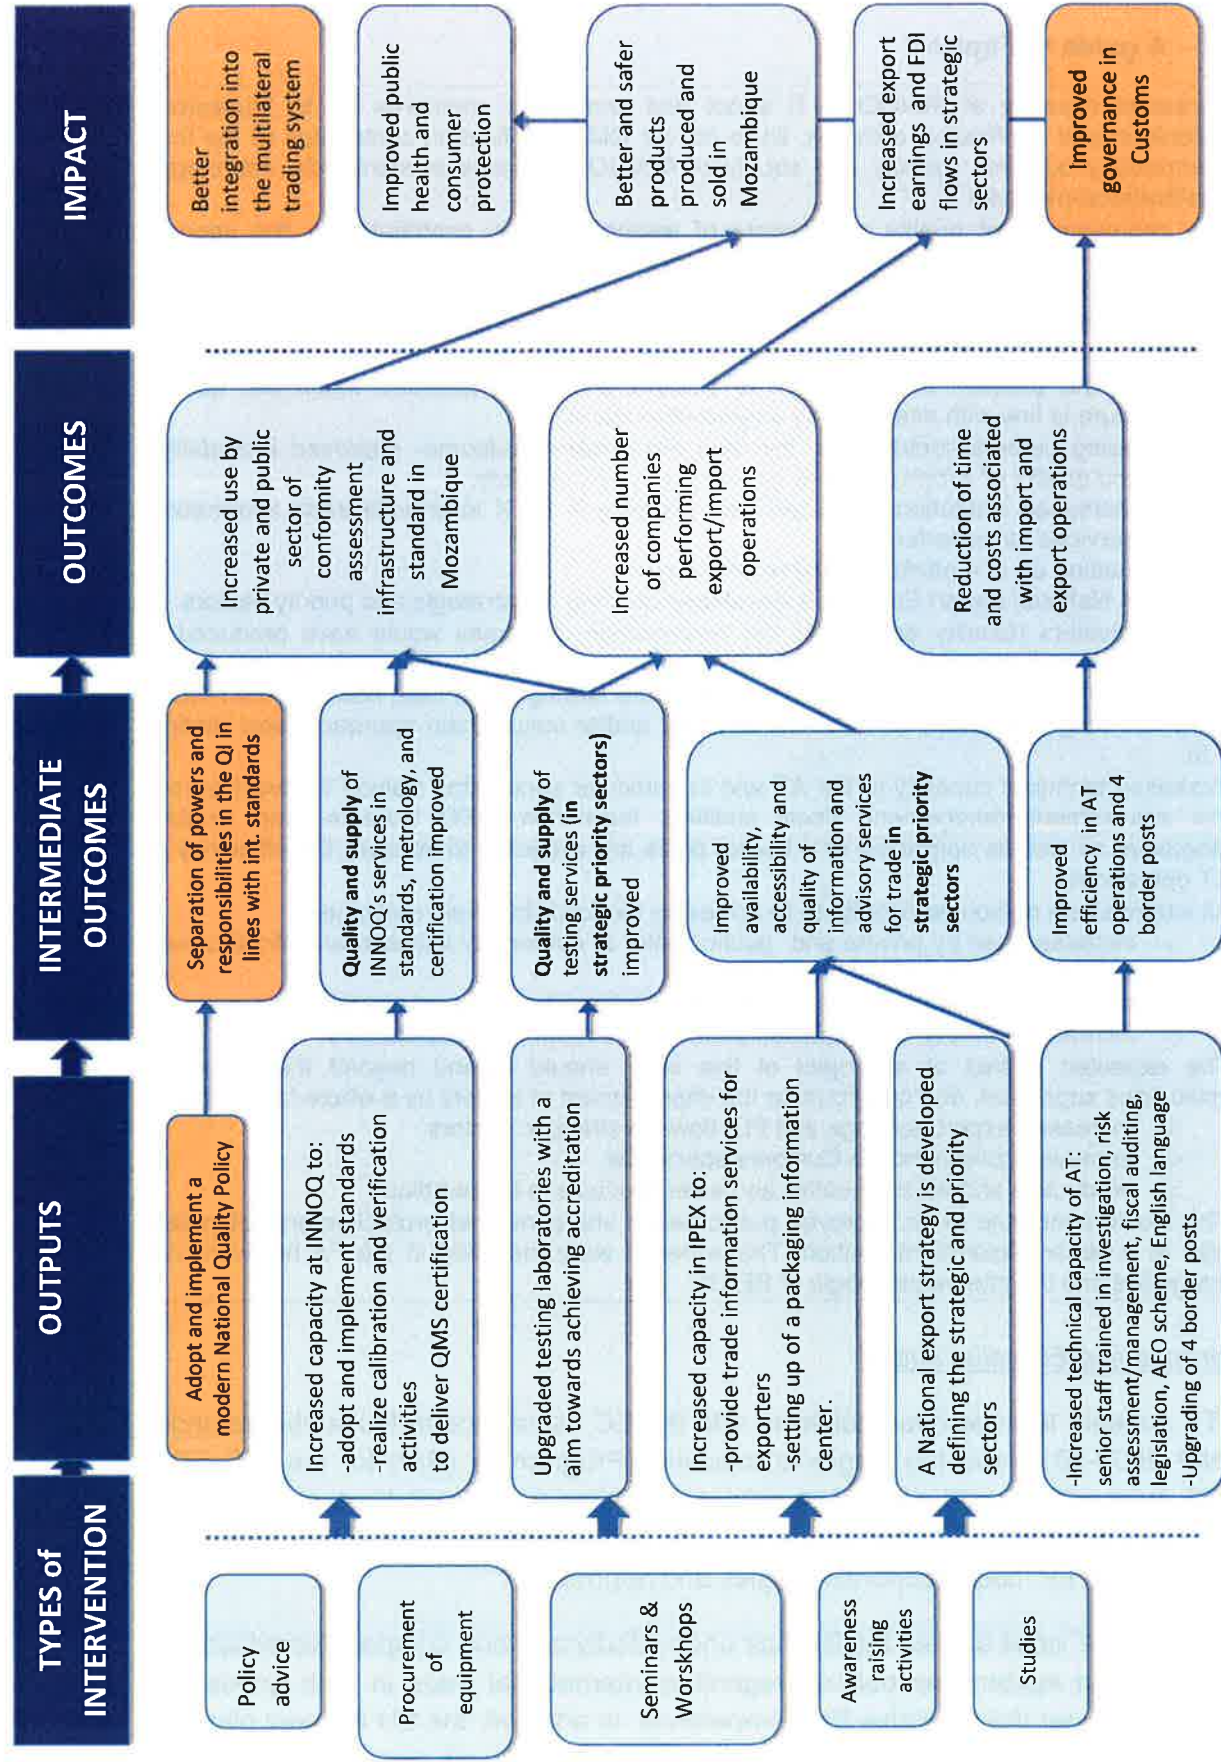 TYPES of
INTERVENTION
OUTPUTS
INTERMEDIATE
OUTCOMES
OUTCOMES
IMPACT
Policy
advice
Procurement
of
equipment
Seminars &
Worskhops
Awareness
raising
activities
Studies
Adopt and implement a
modern National Quality Policy
Increased capacity at INNOQ to:
-adopt and implement standards
-realize calibration and verification
activities
to deliver QMS certification
Upgraded testing laboratories with a
aim towards achieving accreditation
Increased capacity in IPEX to:
-provide trade information services for
exporters
-setting up of a packaging information
centre
A National export strategy is developed
defining the strategic and priority
sectors
-Increased technical capacity of AT:
senior staff trained in investigation, risk
assessment/management, fiscal auditing,
legislation, AEO scheme, English language
-Upgrading of 4 border posts
Separation of powers and
responsibilities in the QI in
lines with int. standards
Quality and supply of
INNOQ's services in
standards, metrology, and
certification improved
Quality and supply of
testing services (in
strategic priority sectors)
improved
Improved
availability,
accessibility and
quality of
information and
advisory services
for trade in
strategic priority
sectors
Improved
efficiency in AT
operations and 4
border posts
Increased use by
private and public
sector of
conformity
assessment
infrastructure and
standard in
Mozambique
Increased number
of companies
performing
export/import
operations
Reduction of time
and costs associated
with import and
export operations
Better
integration into
the multilateral
trading system
Improved public
health and
consumer
protection
Better and safer
products
produced and
sold in
Mozambique
Increased export
earnings and FDI
flows in strategic
sectors
Improved
governance in
Customs